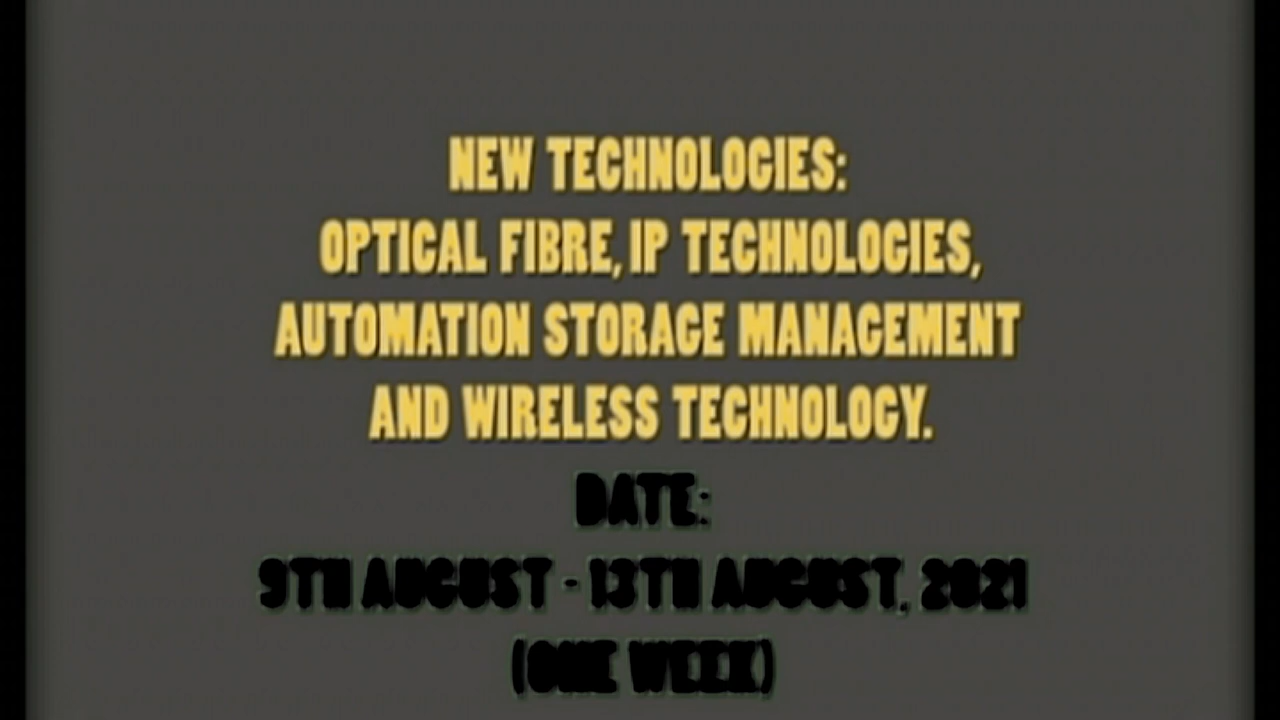 NEW TECHNOLOGIES:
OPTICAL FIBRE, IP TECHNOLOGIES,
AUTOMATION STORAGE MANAGEMENT
AND WIRELESS TECHNOLOGY.
DATE:
9TH AUGUST - 13TH AUGUST, 2021
(ONE WEEK)